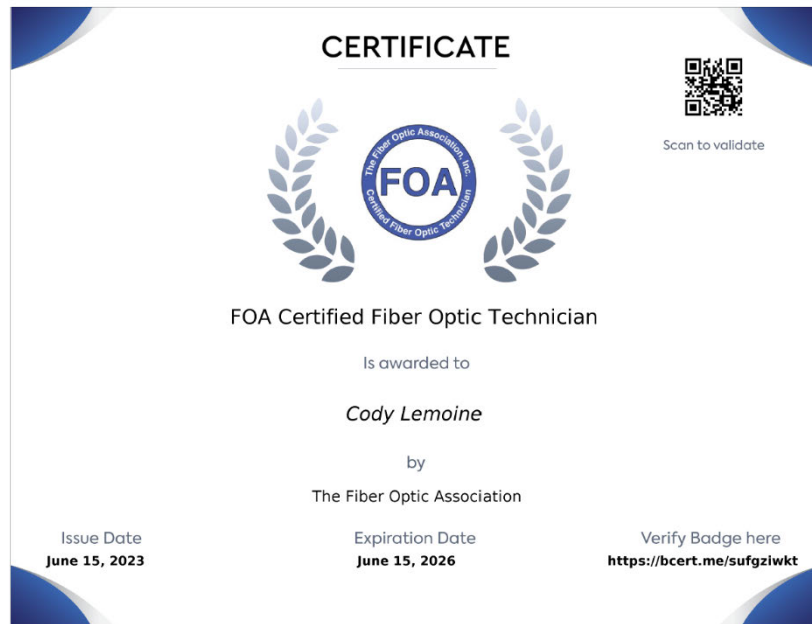 CERTIFICATE
Scan to validate
The Fiber Optic Association, Inc.
FOA
Certified Fiber Optic Technician
FOA Certified Fiber Optic Technician
Is awarded to
Cody Lemoine
by
The Fiber Optic Association
Issue Date
June 15, 2023
Expiration Date
June 15, 2026
Verify Badge here
https://bcert.me/sufgziwkt